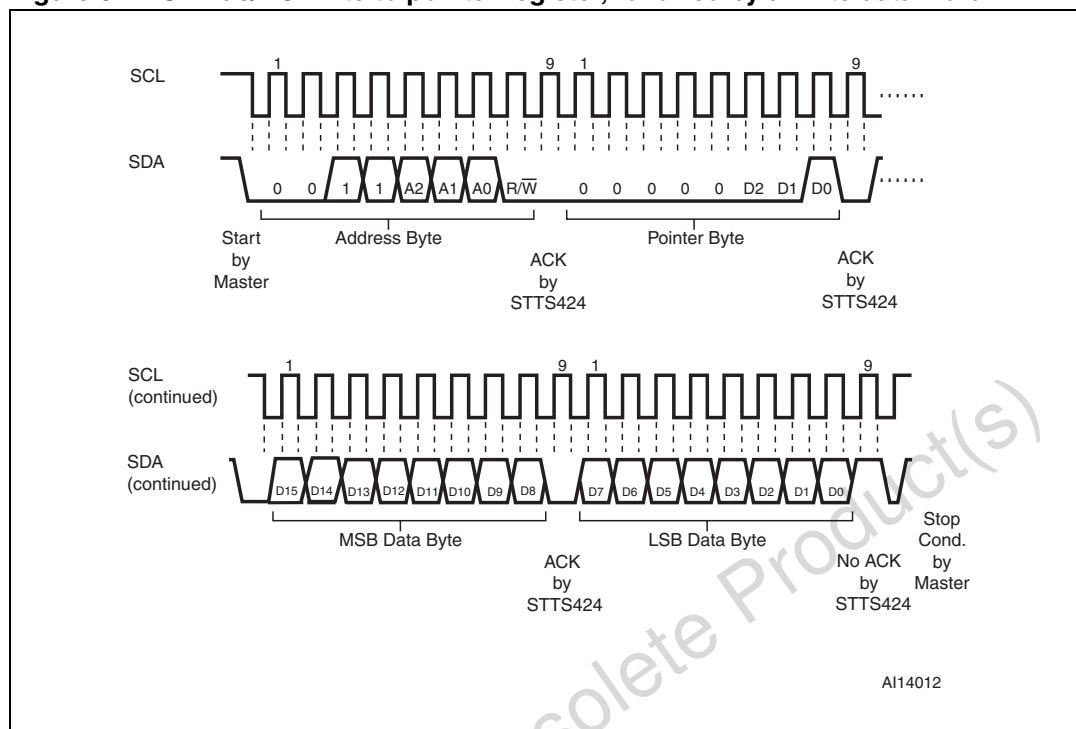 SCL
1 9 1 9
SDA
0 0 1 1 A2 A1 A0 R/W 0 0 0 0 0 D2 D1 D0
Address Byte Pointer Byte
Start
by
Master
ACK
by
STTS424
ACK
by
STTS424
SCL
(continued)
1 9 1 9
SDA
(continued)
D15 D14 D13 D12 D11 D10 D9 D8 D7 D6 D5 D4 D3 D2 D1 D0
MSB Data Byte LSB Data Byte
ACK
by
STTS424
No ACK
by
STTS424
Stop
Cond.
by
Master
AI14012
solete Product(s)